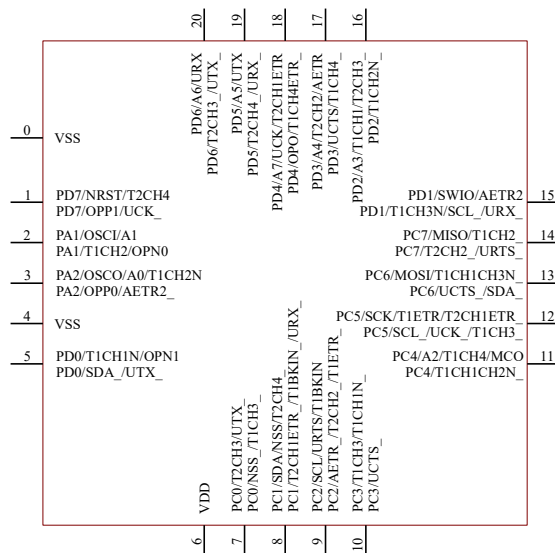 20 19 18 17 16
PD6/A6/URX
PD6/T2CH3_/UTX_
PD5/A5/UTX
PD5/T2CH4_/URX_
PD4/A7/UCK/T2CH1ETR
PD4/OPO/T1CH4ETR_
PD3/A4/T2CH2/AETR
PD3/UCTS/T1CH4_
PD2/A3/T1CH1/T2CH3_
PD2/T1CH2N_
0 VSS
1 PD7/NRST/T2CH4
PD7/OPP1/UCK_
2 PA1/OSCI/A1
PA1/T1CH2/OPN0
3 PA2/OSCO/A0/T1CH2N
PA2/OPP0/AETR2_
4 VSS
5 PD0/T1CH1N/OPN1
PD0/SDA_/UTX_
PD1/SWIO/AETR2 15
PD1/T1CH3N/SCL_/URX_
PC7/MISO/T1CH2_ 14
PC7/T2CH2_/URTS_
PC6/MOSI/T1CH1CH3N_ 13
PC6/UCTS_/SDA_
PC5/SCK/T1ETR/T2CH1ETR_ 12
PC5/SCL_/UCK_/T1CH3_
PC4/A2/T1CH4/MCO 11
PC4/T1CH1CH2N_
VDD
PC0/T2CH3/UTX_
PC0/NSS_/T1CH3_
PC1/SDA/NSS/T2CH4_
PC1/T2CH1ETR_/T1BKIN_/URX_
PC2/SCL/URTS/T1BKIN
PC2/AETR_/T2CH2_/T1ETR_
PC3/T1CH3/T1CH1N_
PC3/UCTS_
6 7 8 9 10